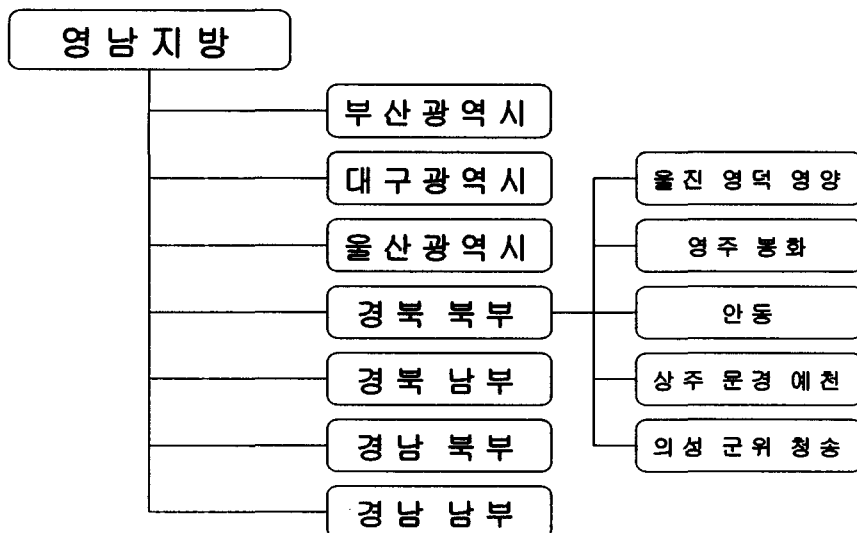 영남지방
부산광역시
대구광역시
울산광역시
경북 북부
경북 남부
경남 북부
경남 남부
울진 영덕 영양
영주 봉화
안동
상주 문경 예천
의성 군위 청송